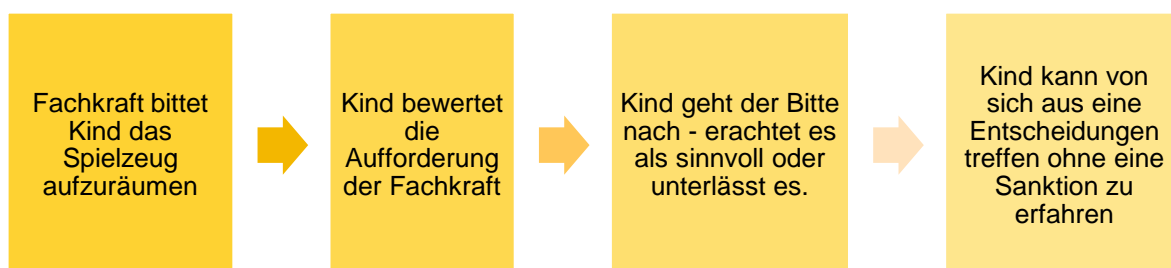 Fachkraft bittet
Kind das
Spielzeug
aufzuräumen
Kind bewertet
die
Aufforderung
der Fachkraft
Kind geht der Bitte
nach - erachtet es
als sinnvoll oder
unterlässt es.
Kind kann von
sich aus eine
Entscheidungen
treffen ohne eine
Sanktion zu
erfahren